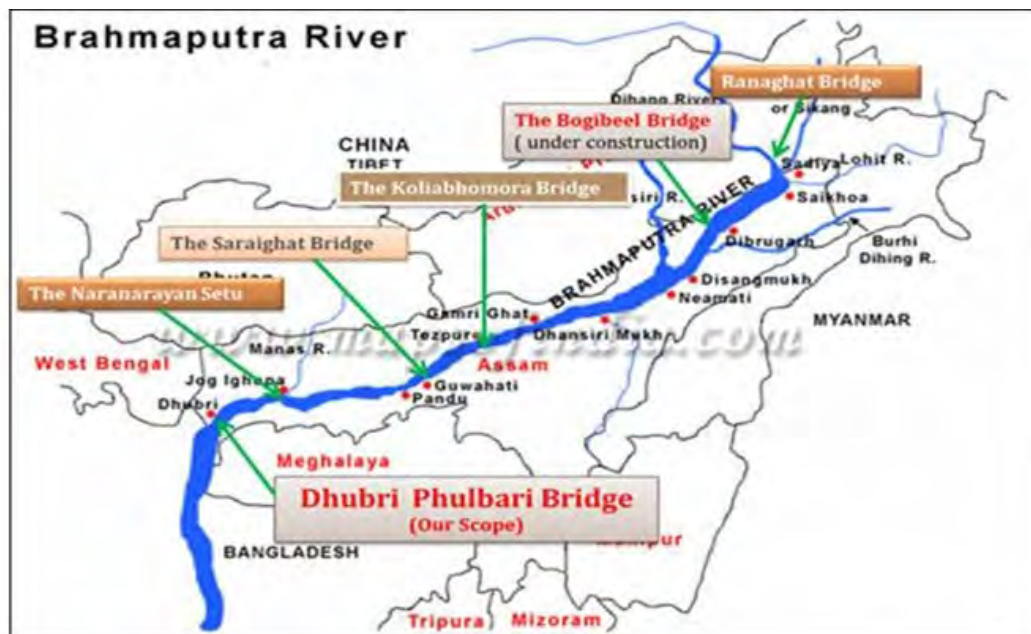 Brahmaputra River
Ranaghat Bridge
Dihang River
or Sikang
The Bogibeel Bridge
( under construction)
CHINA
TIBET
Sadiya
Lohit R.
The Koliabhomora Bridge
siri R.
Saikhoa
BRAHMAPUTRA RIVER
The Saraighat Bridge
Dibrugarh
Burhi
Dihing R.
Bhutan
Disangmukh
The Naranarayan Setu
Neamati
Gamri Ghat
MYANMAR
Tezpure
Dhansiri Mukh
West Bengal
Manas R.
Assam
Jog Ighopa
Guwahati
Dhubri
Pandu
Meghalaya
Dhubri Phulbari Bridge
(Our Scope)
BANGLADESH
Tripura
Mizoram